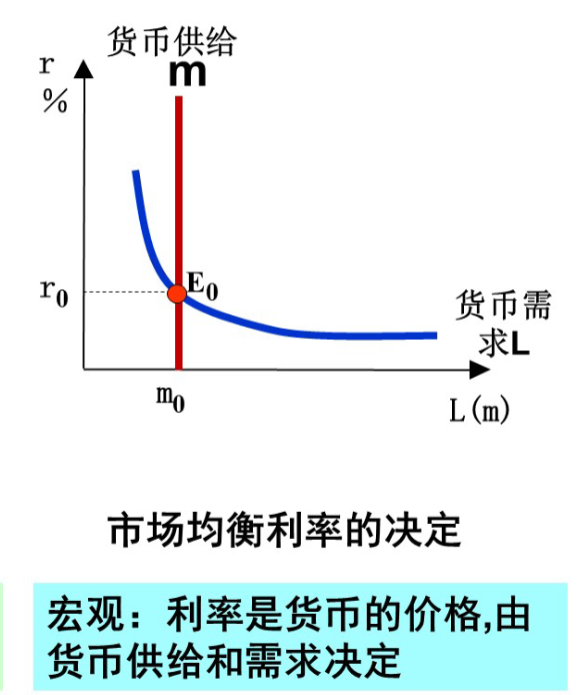 货币供给
m
r
%
E0
r0
货币需
求L
m0
L(m)
市场均衡利率的决定
宏观：利率是货币的价格,由
货币供给和需求决定